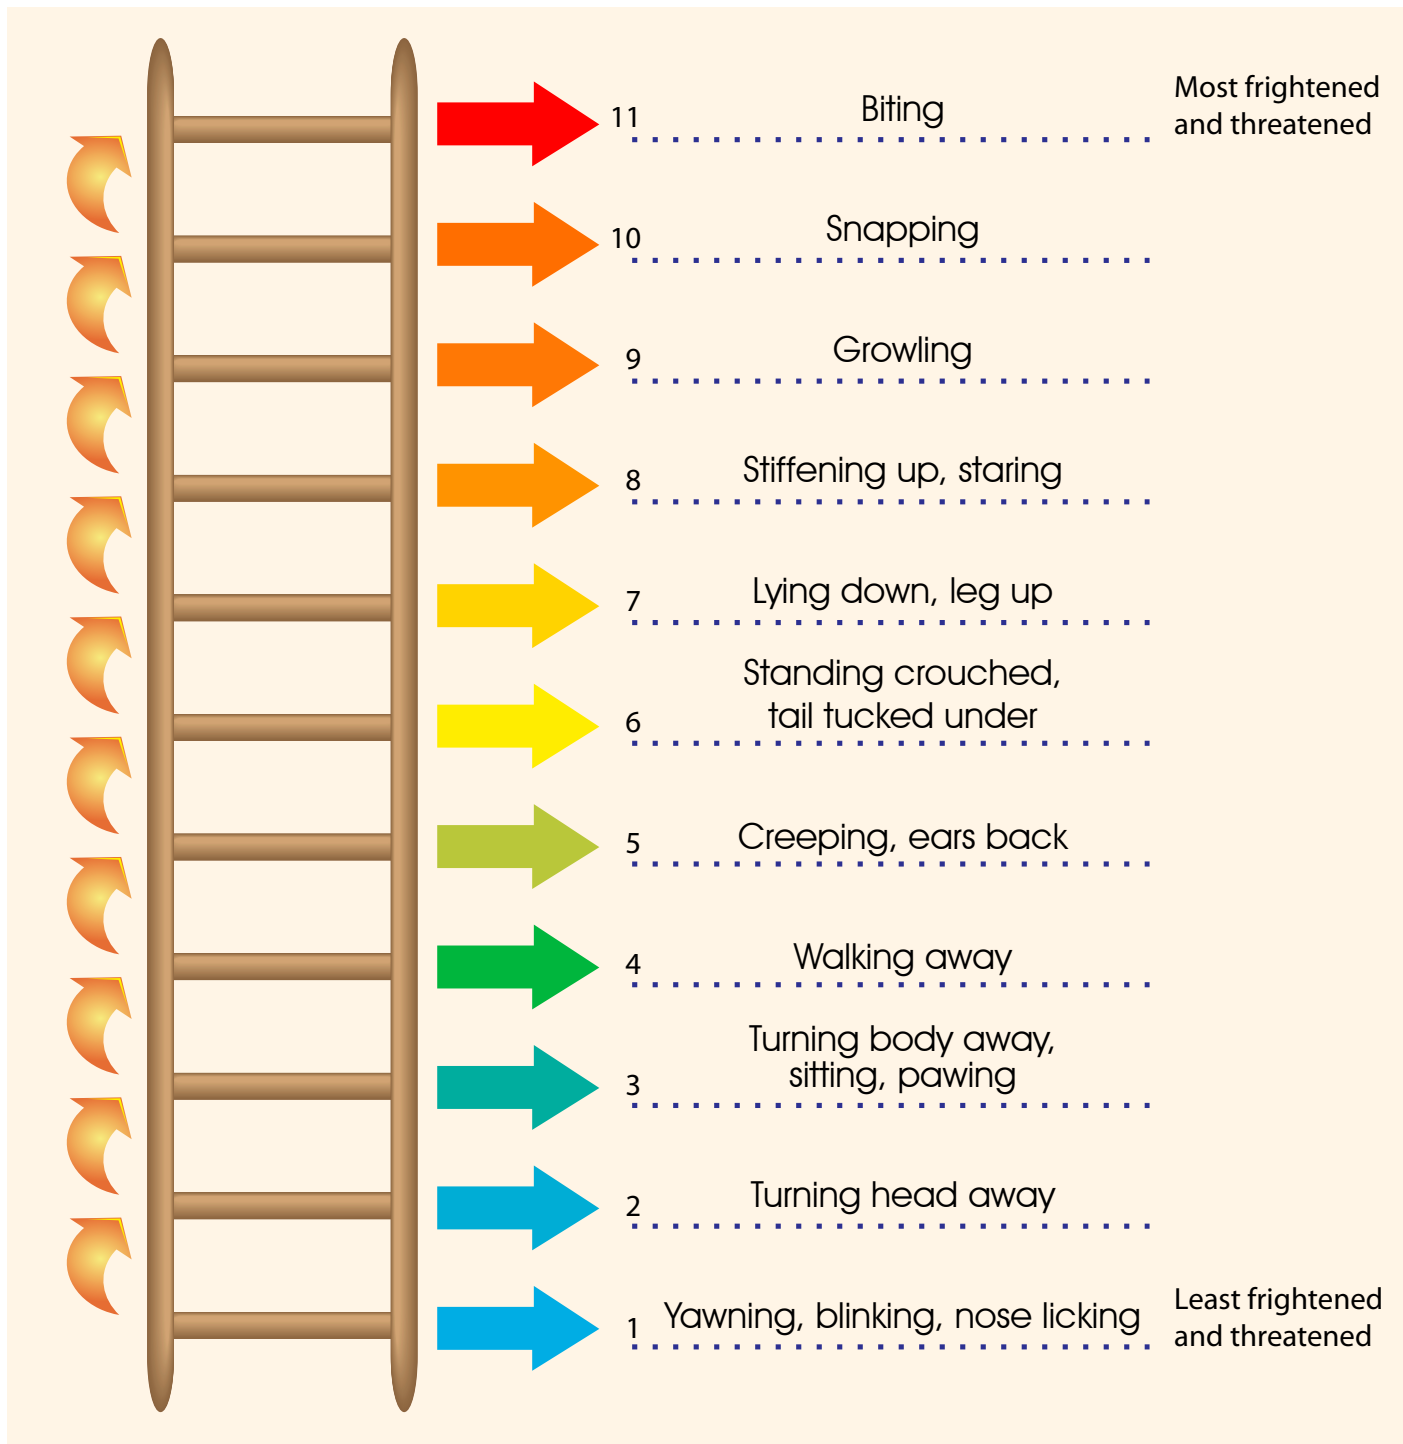 11 Biting
Most frightened
and threatened
10 Snapping
9 Growling
8 Stiffening up, staring
7 Lying down, leg up
Standing crouched,
6 tail tucked under
5 Creeping, ears back
4 Walking away
Turning body away,
3 sitting, pawing
2 Turning head away
1 Yawning, blinking, nose licking
Least frightened
and threatened